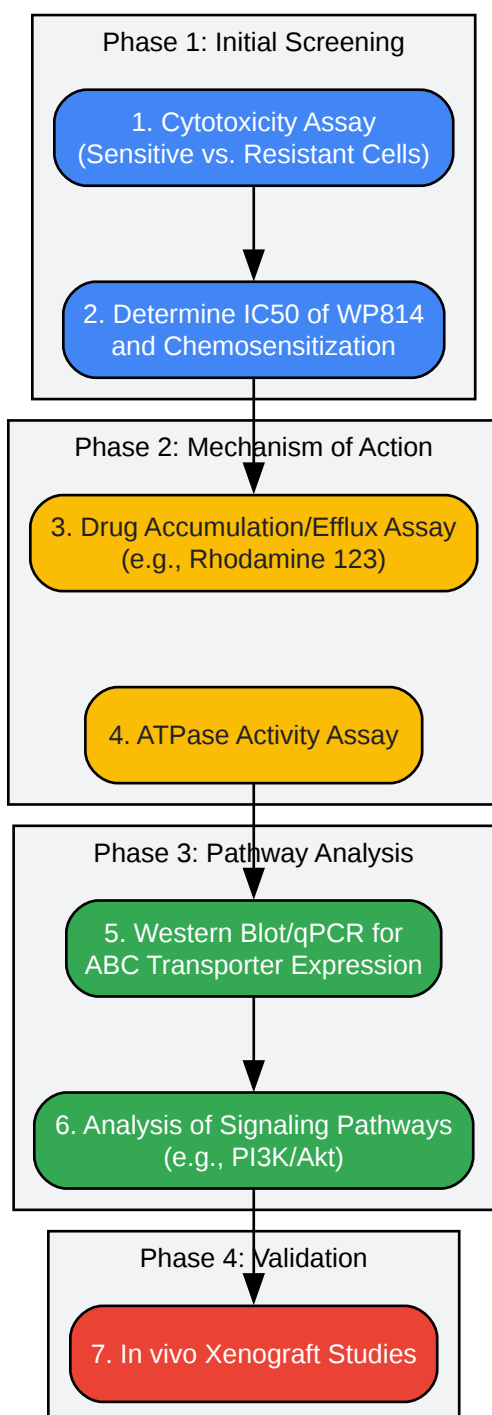 Phase 1: Initial Screening
1. Cytotoxicity Assay
(Sensitive vs. Resistant Cells)
2. Determine IC50 of WP814
and Chemosensitization
Phase 2: Mechanism of Action
3. Drug Accumulation/Efflux Assay
(e.g., Rhodamine 123)
4. ATPase Activity Assay
Phase 3: Pathway Analysis
5. Western Blot/qPCR for
ABC Transporter Expression
6. Analysis of Signaling Pathways
(e.g., PI3K/Akt)
Phase 4: Validation
7. In vivo Xenograft Studies